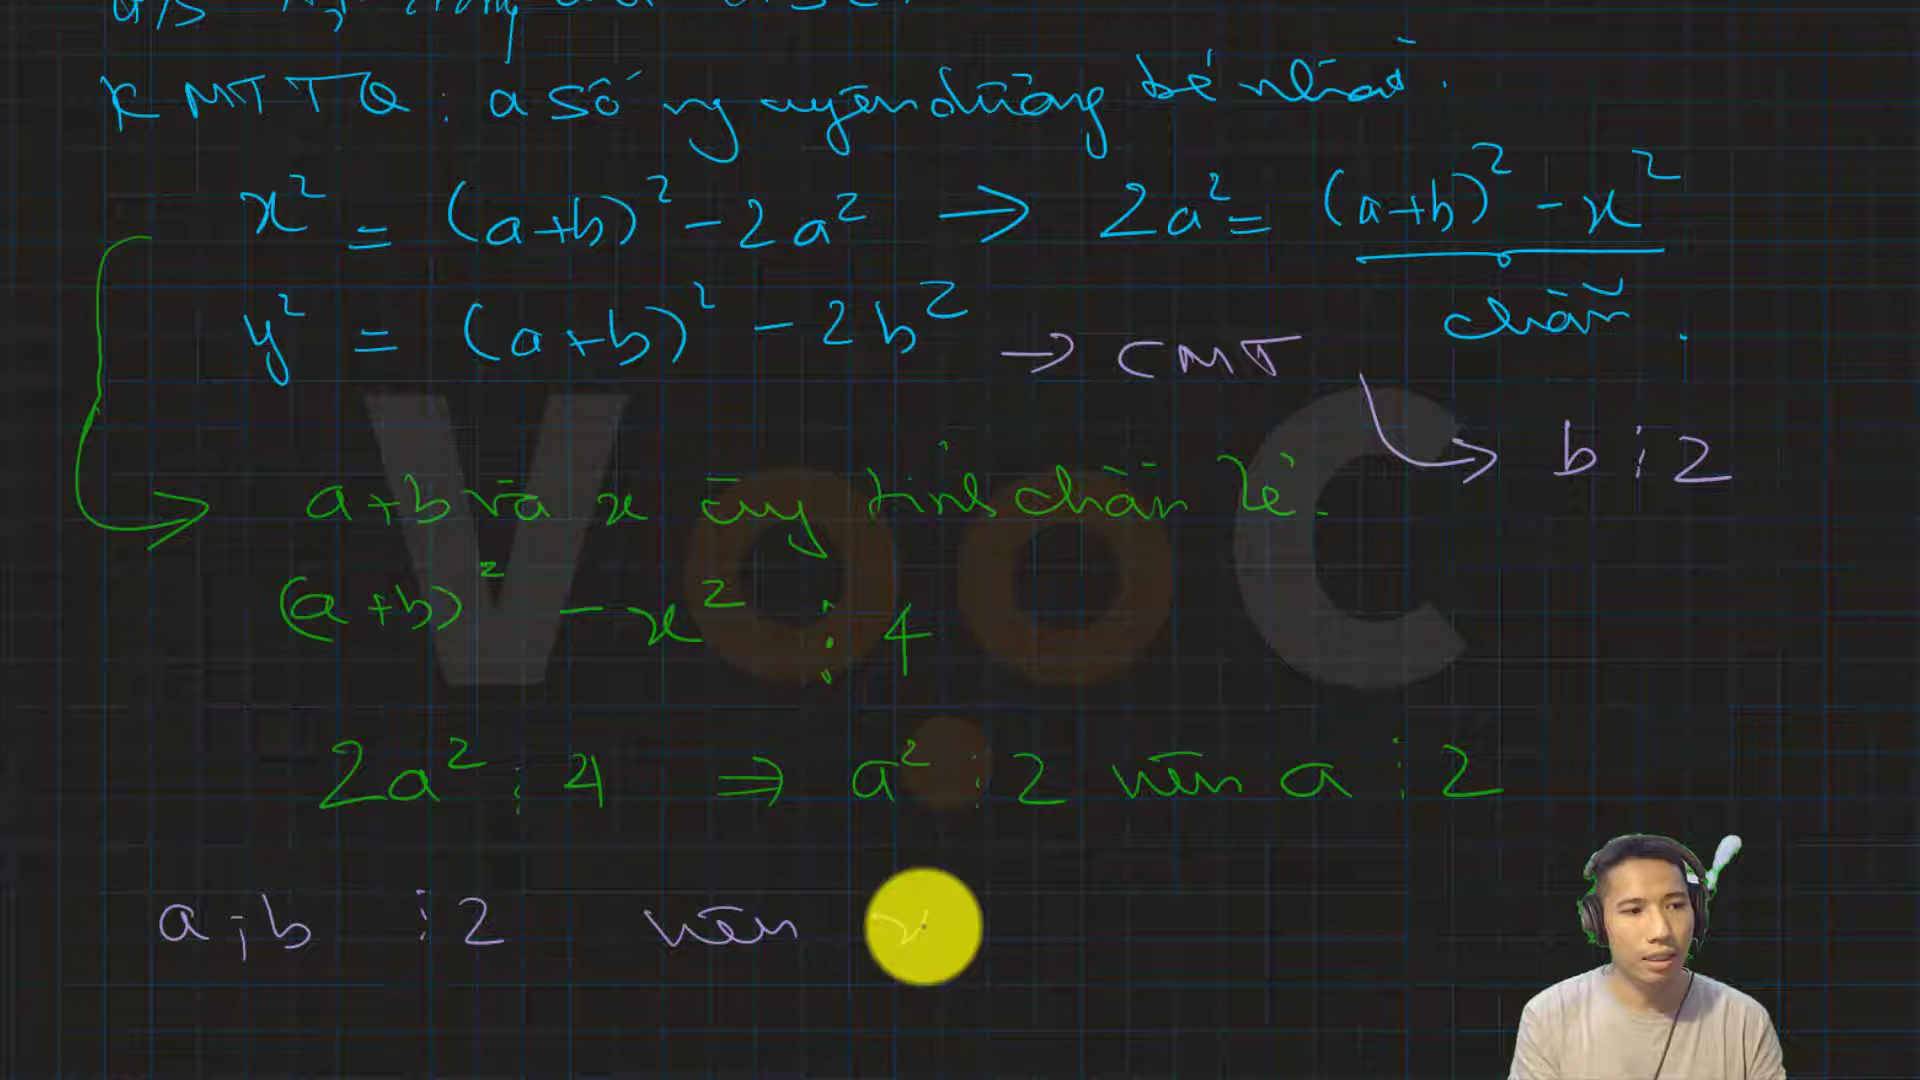 KMTTQ: a số nguyên dương bé nhất.
x² = (a+b)² - 2a² → 2a² = (a+b)² - x²
chẵn.
y² = (a+b)² - 2b² → CMT
→ b ⋮ 2
a+b và x cùng tính chẵn lẻ.
(a+b)² - x² ⋮ 4
2a² ⋮ 4 ⇒ a² ⋮ 2 nên a ⋮ 2
a;b ⋮ 2 nên
VOOC